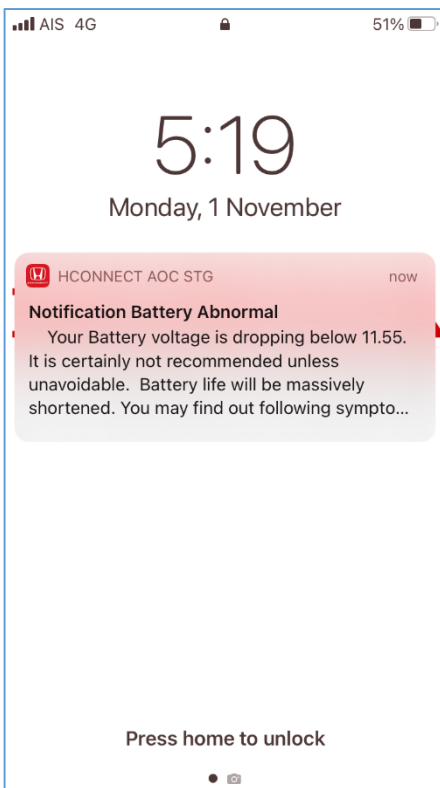 AIS 4G 51%
5:19
Monday, 1 November
HCONNECT AOC STG now
Notification Battery Abnormal
Your Battery voltage is dropping below 11.55.
It is certainly not recommended unless
unavoidable. Battery life will be massively
shortened. You may find out following sympto...
Press home to unlock